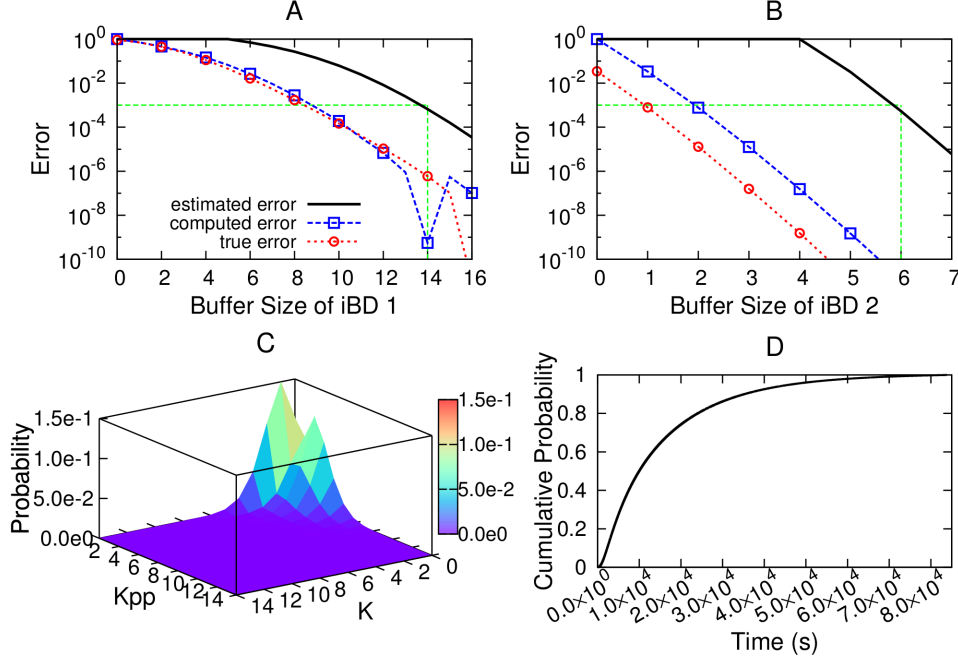 A
10^0
10^-2
10^-4
10^-6
10^-8
10^-10
Error
estimated error
computed error
true error
0 2 4 6 8 10 12 14 16
Buffer Size of iBD 1
B
10^0
10^-2
10^-4
10^-6
10^-8
10^-10
Error
0 1 2 3 4 5 6 7
Buffer Size of iBD 2
C
1.5e-1
1.0e-1
5.0e-2
0.0e0
Probability
2 4 6 8 10 12 14
Kpp
14 12 10 8 6 4 2 0
K
1.5e-1
1.0e-1
5.0e-2
0.0e0
D
1
0.8
0.6
0.4
0.2
0
Cumulative Probability
0.0×10^0 1.0×10^4 2.0×10^4 3.0×10^4 4.0×10^4 5.0×10^4 6.0×10^4 7.0×10^4 8.0×10^4
Time (s)